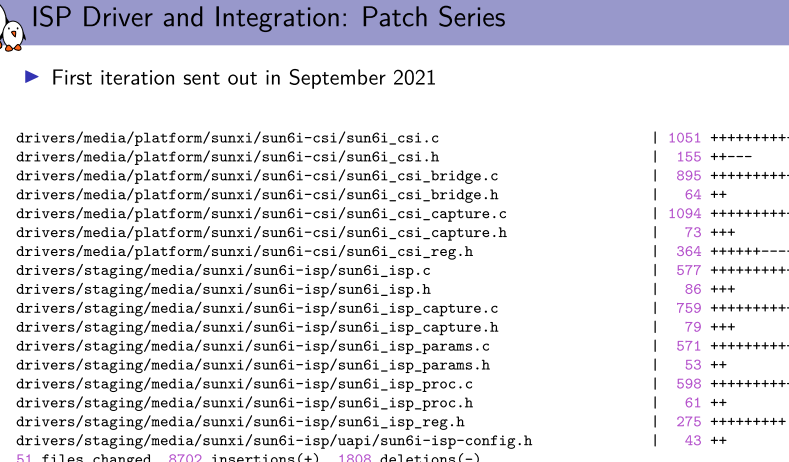 ISP Driver and Integration: Patch Series
▶ First iteration sent out in September 2021
drivers/media/platform/sunxi/sun6i-csi/sun6i_csi.c | 1051 ++++++++++
drivers/media/platform/sunxi/sun6i-csi/sun6i_csi.h | 155 ++---
drivers/media/platform/sunxi/sun6i-csi/sun6i_csi_bridge.c | 895 ++++++++++
drivers/media/platform/sunxi/sun6i-csi/sun6i_csi_bridge.h | 64 ++
drivers/media/platform/sunxi/sun6i-csi/sun6i_csi_capture.c | 1094 ++++++++++
drivers/media/platform/sunxi/sun6i-csi/sun6i_csi_capture.h | 73 +++
drivers/media/platform/sunxi/sun6i-csi/sun6i_csi_reg.h | 364 ++++++----
drivers/staging/media/sunxi/sun6i-isp/sun6i_isp.c | 577 ++++++++++
drivers/staging/media/sunxi/sun6i-isp/sun6i_isp.h | 86 +++
drivers/staging/media/sunxi/sun6i-isp/sun6i_isp_capture.c | 759 ++++++++++
drivers/staging/media/sunxi/sun6i-isp/sun6i_isp_capture.h | 79 +++
drivers/staging/media/sunxi/sun6i-isp/sun6i_isp_params.c | 571 ++++++++++
drivers/staging/media/sunxi/sun6i-isp/sun6i_isp_params.h | 53 ++
drivers/staging/media/sunxi/sun6i-isp/sun6i_isp_proc.c | 598 ++++++++++
drivers/staging/media/sunxi/sun6i-isp/sun6i_isp_proc.h | 61 ++
drivers/staging/media/sunxi/sun6i-isp/sun6i_isp_reg.h | 275 +++++++++
drivers/staging/media/sunxi/sun6i-isp/uapi/sun6i-isp-config.h | 43 ++
51 files changed, 8702 insertions(+), 1808 deletions(-)